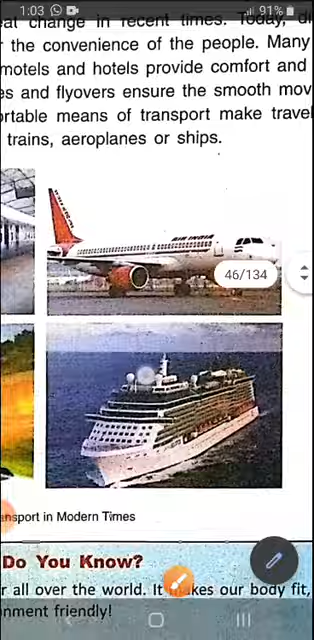 1:03 91%
eat change in recent times. Today,
r the convenience of the people. Many
motels and hotels provide comfort and
es and flyovers ensure the smooth mov
ortable means of transport make travel
trains, aeroplanes or ships.
46/134
ansport in Modern Times
Do You Know?
r all over the world. It makes our body fit,
nment friendly!